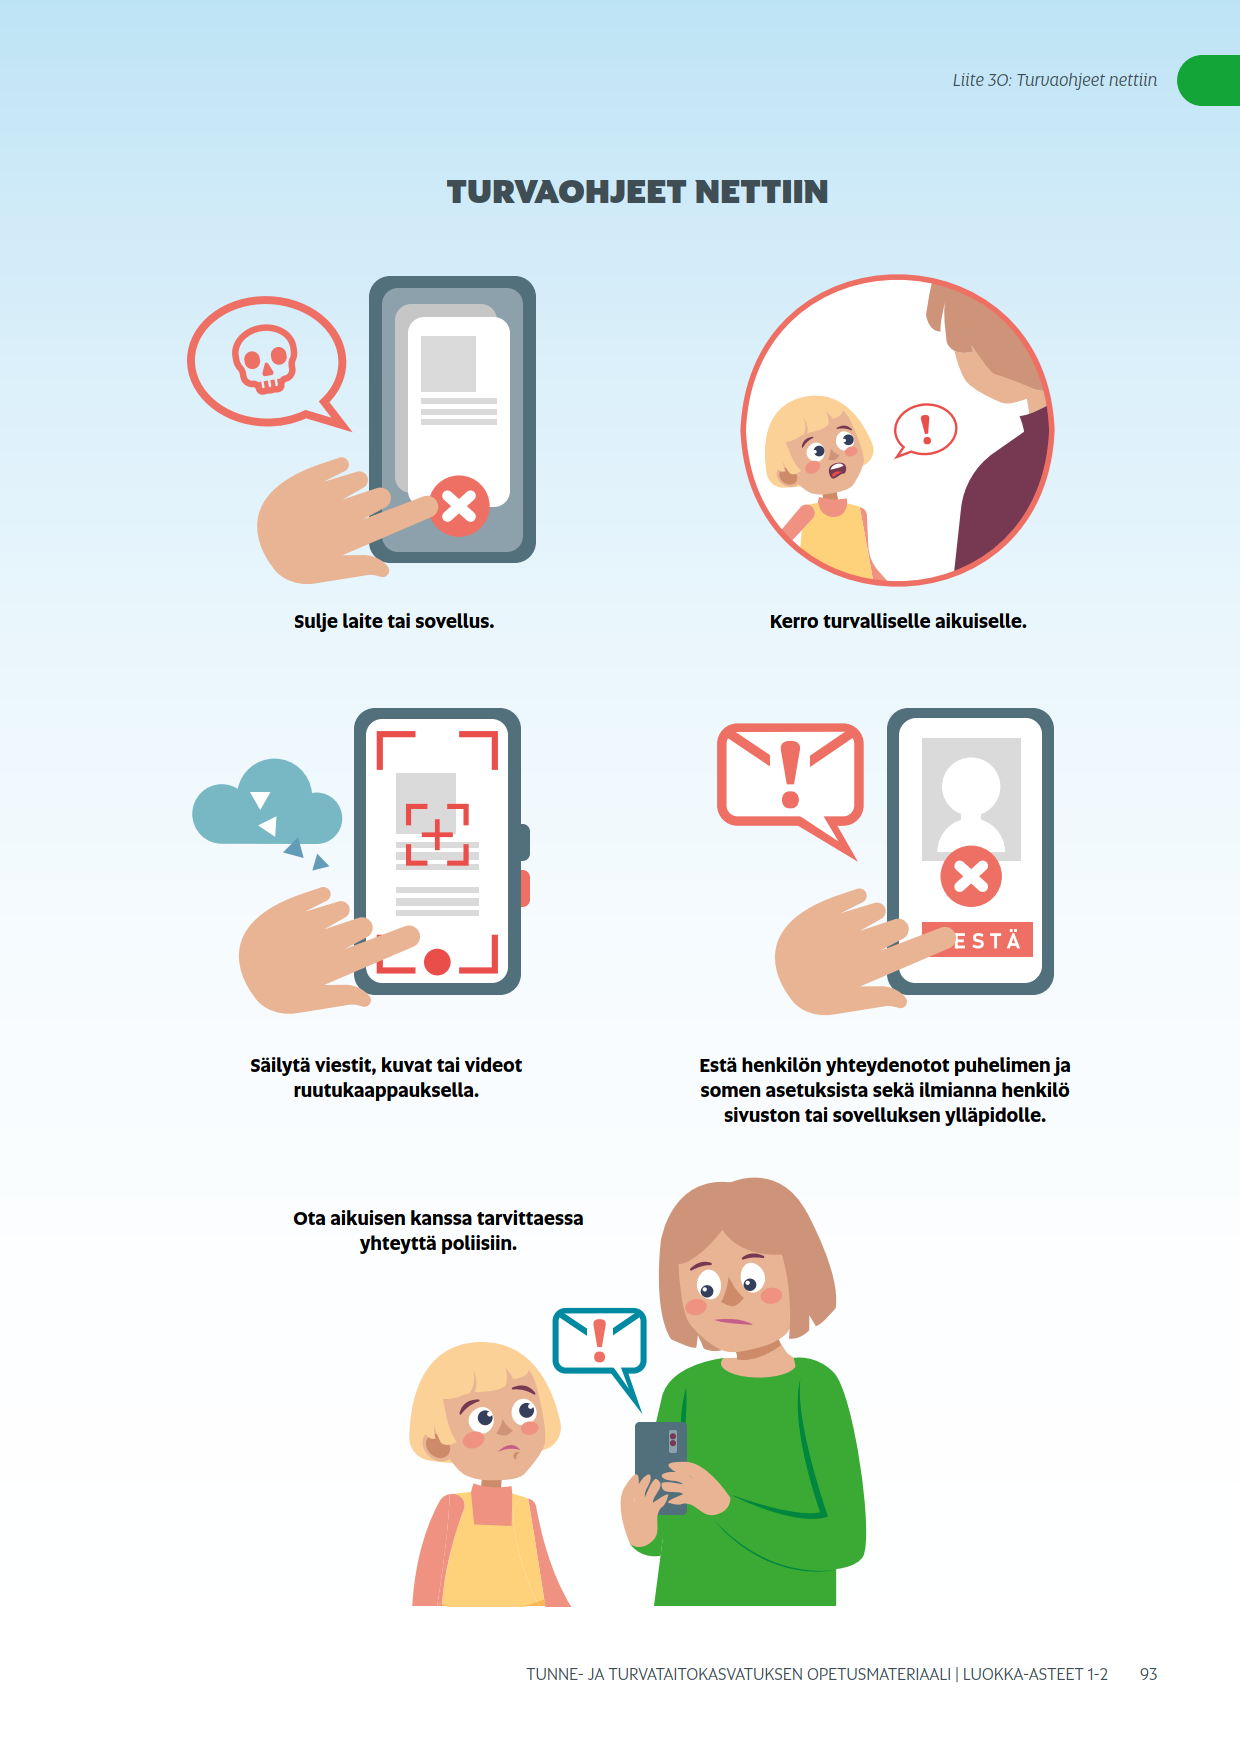 Liite 30: Turvaohjeet nettiin
TURVAOHJEET NETTIIN
Sulje laite tai sovellus.
Kerro turvalliselle aikuiselle.
ESTÄ
Säilytä viestit, kuvat tai videot
ruutukaappauksella.
Estä henkilön yhteydenotot puhelimen ja
somen asetuksista sekä ilmianna henkilö
sivuston tai sovelluksen ylläpidolle.
Ota aikuisen kanssa tarvittaessa
yhteyttä poliisiin.
TUNNE- JA TURVATAITOKASVATUKSEN OPETUSMATERIAALI | LUOKKA-ASTEET 1-2 93